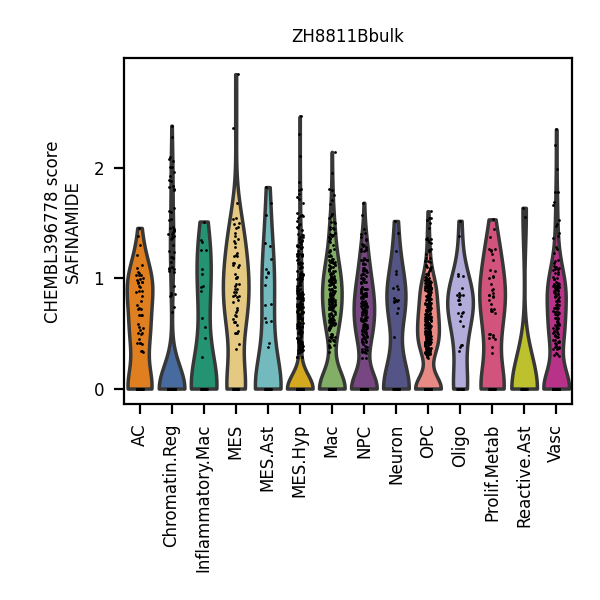 ZH8811Bbulk
CHEMBL396778 score
SAFINAMIDE
2
1
0
AC
Chromatin.Reg
Inflammatory.Mac
MES
MES.Ast
MES.Hyp
Mac
NPC
Neuron
OPC
Oligo
Prolif.Metab
Reactive.Ast
Vasc